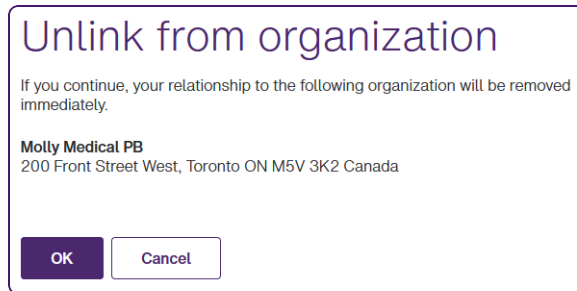 Unlink from organization
If you continue, your relationship to the following organization will be removed
immediately.
Molly Medical PB
200 Front Street West, Toronto ON M5V 3K2 Canada
OK
Cancel